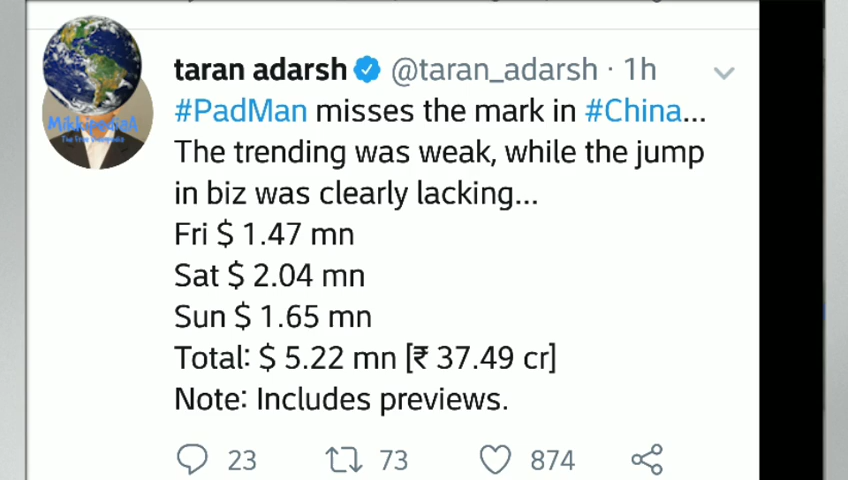 taran adarsh @taran_adarsh · 1h
#PadMan misses the mark in #China...
The trending was weak, while the jump
in biz was clearly lacking...
Fri $ 1.47 mn
Sat $ 2.04 mn
Sun $ 1.65 mn
Total: $ 5.22 mn [₹ 37.49 cr]
Note: Includes previews.
23 73 874
MikkipediaA